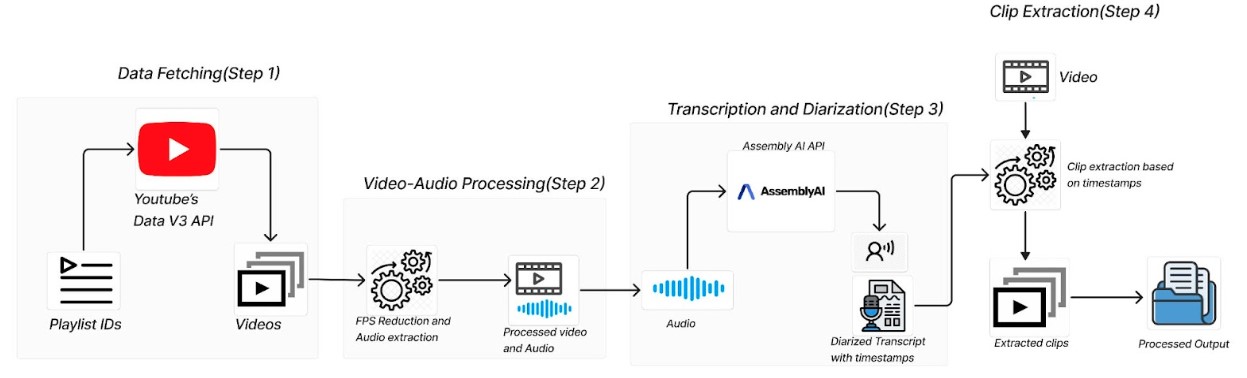 Data Fetching(Step 1)
Youtube's
Data V3 API
Playlist IDs
Videos
Video-Audio Processing(Step 2)
FPS Reduction and
Audio extraction
Processed video
and Audio
Transcription and Diarization(Step 3)
Assembly AI API
AssemblyAI
Audio
Diarized Transcript
with timestamps
Clip Extraction(Step 4)
Video
Clip extraction based
on timestamps
Extracted clips
Processed Output